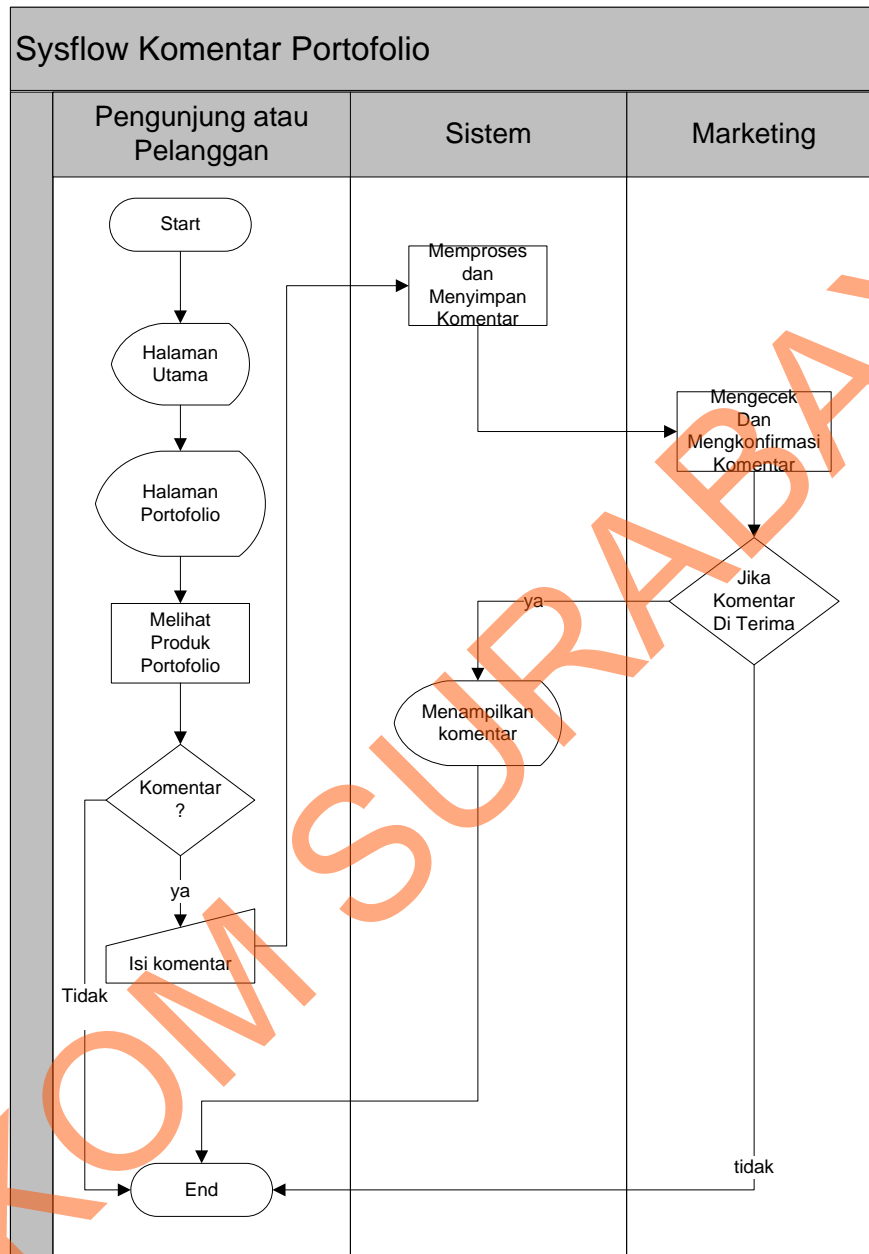 Sysflow Komentar Portofolio
Pengunjung atau
Pelanggan
Sistem
Marketing
Start
Halaman
Utama
Halaman
Portofolio
Melihat
Produk
Portofolio
Komentar
?
ya
Isi komentar
Tidak
End
Memproses
dan
Menyimpan
Komentar
Menampilkan
komentar
Mengecek
Dan
Mengkonfirmasi
Komentar
Jika
Komentar
Di Terima
ya
tidak
KOM SURABAY